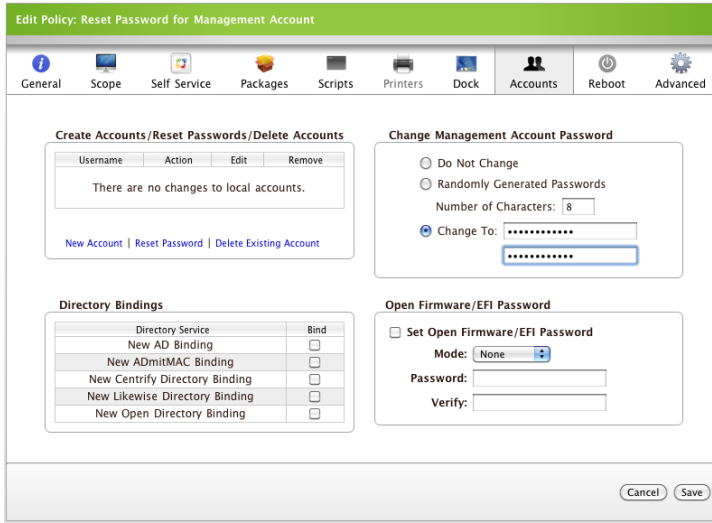 Edit Policy: Reset Password for Management Account
General Scope Self Service Packages Scripts Printers Dock Accounts Reboot Advanced
Create Accounts/Reset Passwords/Delete Accounts
Username Action Edit Remove
There are no changes to local accounts.
New Account | Reset Password | Delete Existing Account
Change Management Account Password
Do Not Change
Randomly Generated Passwords
Number of Characters: 8
Change To: ••••••••••••
••••••••••••
Directory Bindings
Directory Service Bind
New AD Binding
New ADmitMAC Binding
New Centrify Directory Binding
New Likewise Directory Binding
New Open Directory Binding
Open Firmware/EFI Password
Set Open Firmware/EFI Password
Mode: None
Password:
Verify:
Cancel Save